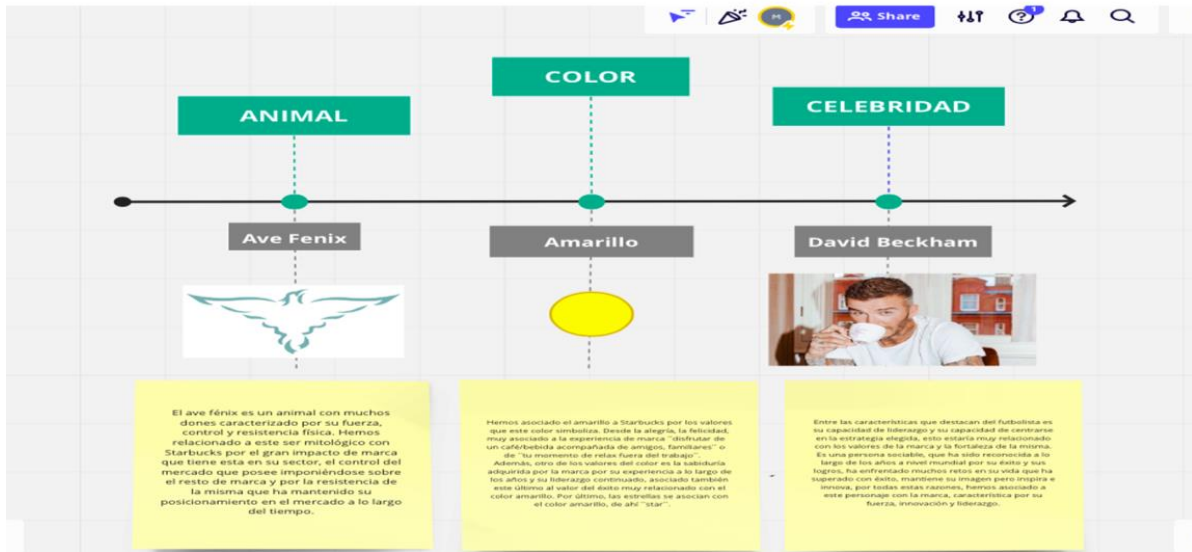 Share
1
M
COLOR
ANIMAL
CELEBRIDAD
Ave Fenix
Amarillo
David Beckham
El ave fénix es un animal con muchos
dones caracterizado por su fuerza,
control y resistencia física. Hemos
relacionado a este ser mitológico con
Starbucks por el gran impacto de marca
que tiene esta en su sector, el control del
mercado que posee imponiéndose sobre
el resto de marca y por la resistencia de
la misma que ha mantenido su
posicionamiento en el mercado a lo largo
del tiempo.
Hemos asociado el amarillo a Starbucks por los valores
que este color simboliza. Desde la alegría, la felicidad,
muy asociado a la experiencia de marca ¨disfrutar de
un café/bebida acompañada de amigos, familiares¨ o
de ¨tu momento de relax fuera del trabajo¨.
Además, otro de los valores del color es la sabiduría
adquirida por la marca por su experiencia a lo largo de
los años y su liderazgo continuado, asociado también
este último al valor del éxito muy relacionado con el
color amarillo. Por último, las estrellas se asocian con
el color amarillo, de ahí ¨star¨.
Entre las características que destacan del futbolista es
su capacidad de liderazgo y su capacidad de centrarse
en la estrategia elegida, esto estaría muy relacionado
con los valores de la marca y la fortaleza de la misma.
Es una persona sociable, que ha sido reconocida a lo
largo de los años a nivel mundial por su éxito y sus
logros, ha enfrentado muchos retos en su vida que ha
superado con éxito, mantiene su imagen pero inspira e
innova, por todas estas razones, hemos asociado a
este personaje con la marca, característica por su
fuerza, innovación y liderazgo.